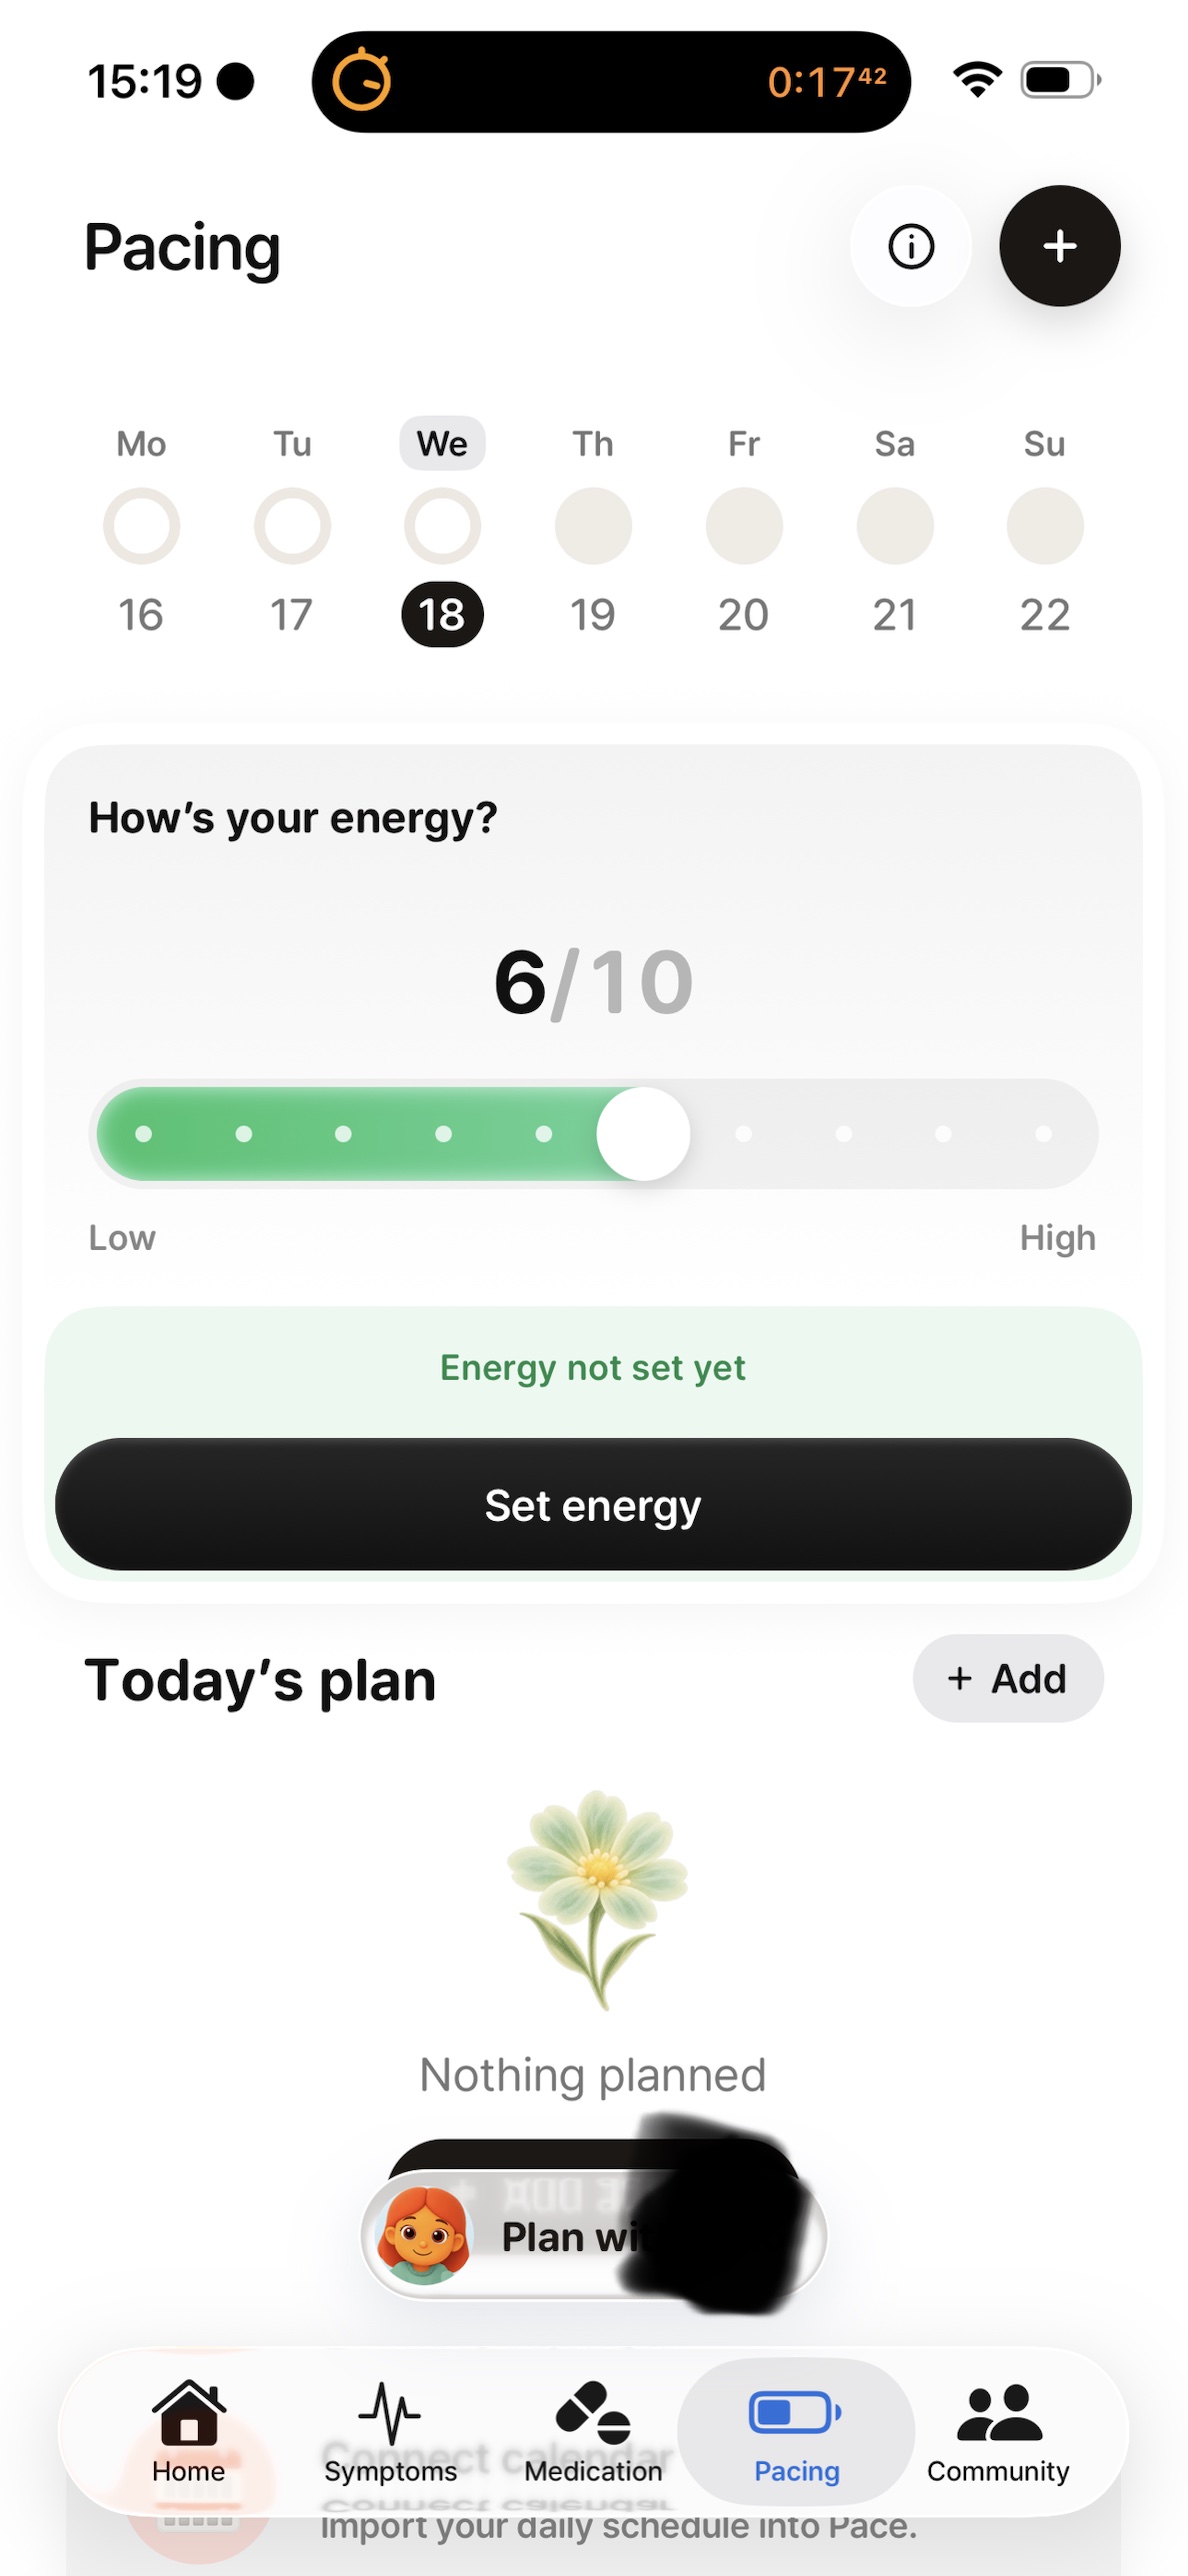 15:19
0:17⁴²
Pacing
Mo Tu We Th Fr Sa Su
16 17 18 19 20 21 22
How’s your energy?
6/10
Low High
Energy not set yet
Set energy
Today’s plan
+ Add
Nothing planned
Plan
Home Symptoms Medication Pacing Community
Connect calendar
Import your daily schedule into Pace.